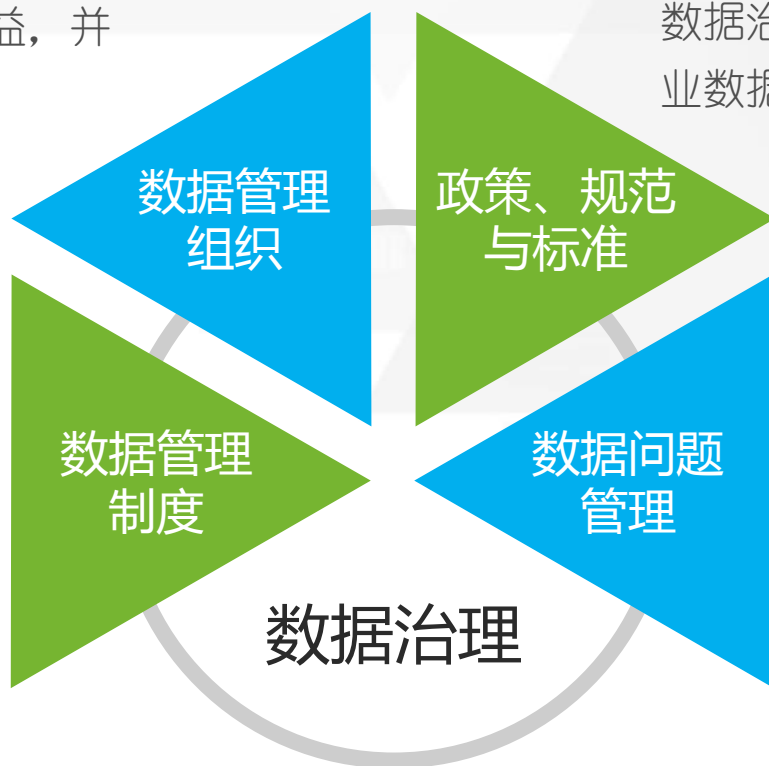 益，并
数据治
业数据
数据管理
组织
政策、规范
与标准
数据管理
制度
数据问题
管理
数据治理